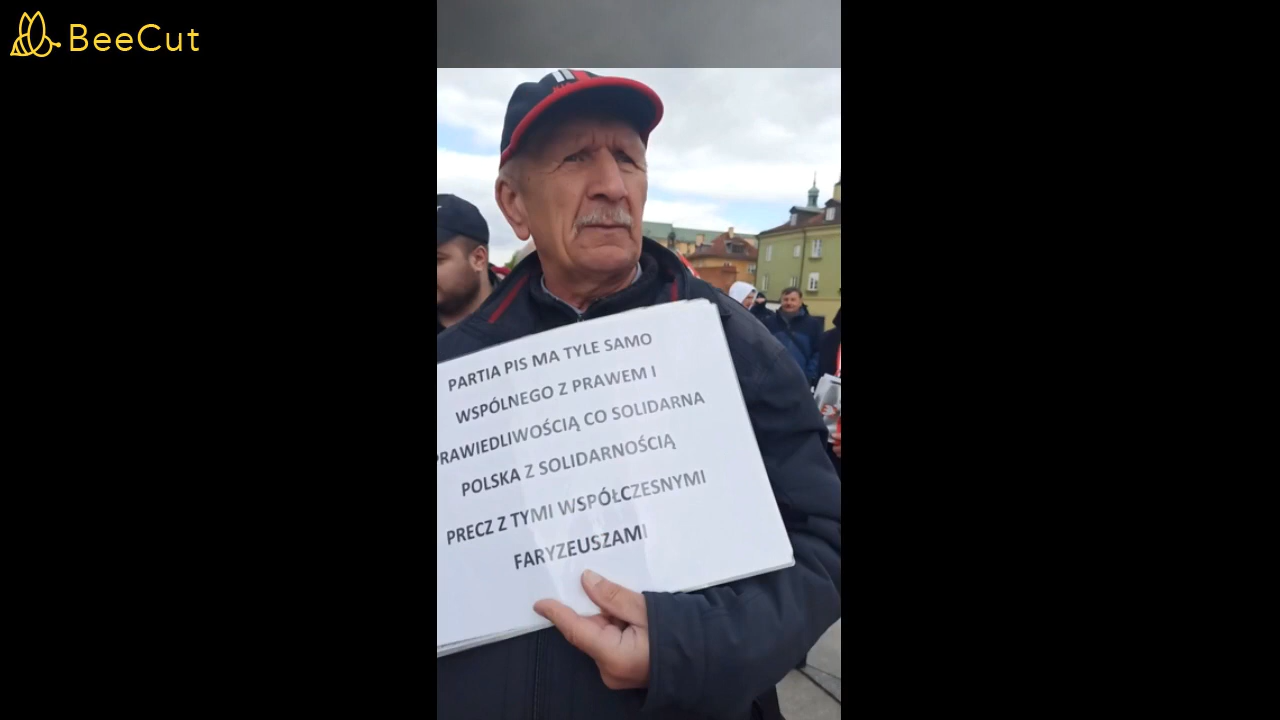 BeeCut
PARTIA PIS MA TYLE SAMO
WSPÓLNEGO Z PRAWEM I
PRAWIEDLIWOŚCIĄ CO SOLIDARNA
POLSKA Z SOLIDARNOŚCIĄ
PRECZ Z TYMI WSPÓŁCZESNYMI
FARYZEUSZAMI